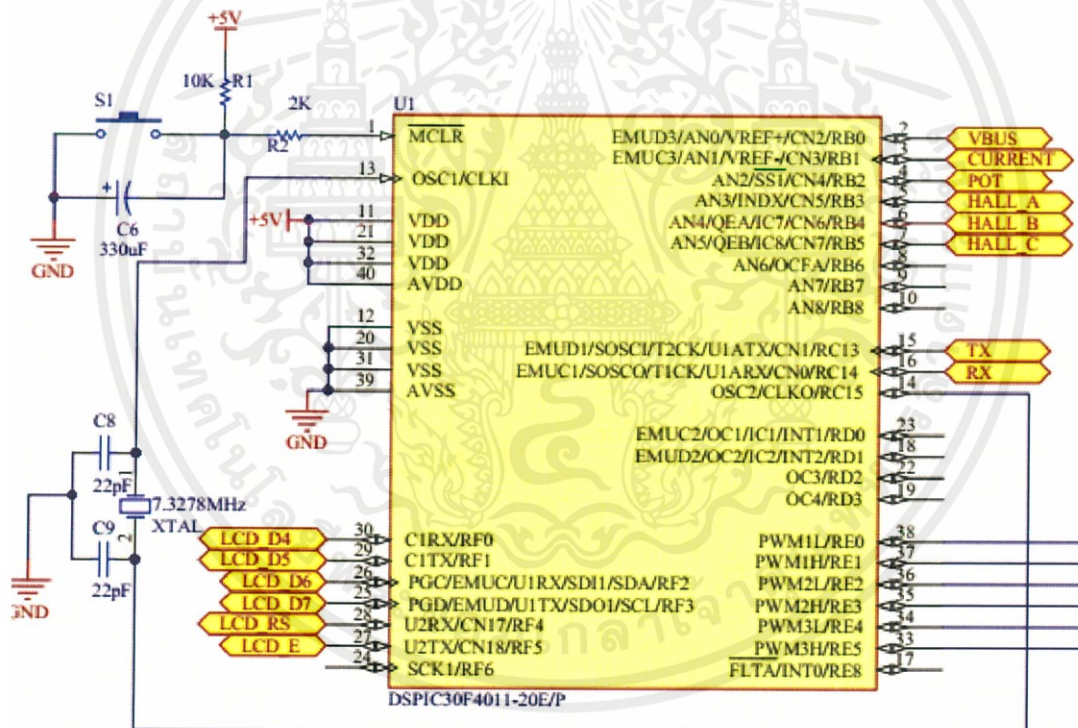 +5V
10K
R1
S1
2K
R2
C6
330uF
GND
U1
1
MCLR
13
OSC1/CLKI
+5V
11
VDD
21
VDD
32
VDD
40
AVDD
12
VSS
20
VSS
31
VSS
39
AVSS
GND
C8
22pF
1
7.3278MHz
XTAL
2
C9
22pF
LCD_D4
30
C1RX/RF0
LCD_D5
29
C1TX/RF1
LCD_D6
26
PGC/EMUC/U1RX/SDI1/SDA/RF2
LCD_D7
25
PGD/EMUD/U1TX/SDO1/SCL/RF3
LCD_RS
28
U2RX/CN17/RF4
LCD_E
27
U2TX/CN18/RF5
24
SCK1/RF6
EMUD3/AN0/VREF+/CN2/RB0
2
VBUS
EMUC3/AN1/VREF-/CN3/RB1
CURRENT
AN2/SS1/CN4/RB2
POT
AN3/INDX/CN5/RB3
HALL_A
AN4/QEA/IC7/CN6/RB4
HALL_B
AN5/QEB/IC8/CN7/RB5
HALL_C
AN6/OCFA/RB6
AN7/RB7
AN8/RB8
10
EMUD1/SOSCI/T2CK/U1ATX/CN1/RC13
15
TX
EMUC1/SOSCO/T1CK/U1ARX/CN0/RC14
16
RX
OSC2/CLKO/RC15
14
EMUC2/OC1/IC1/INT1/RD0
23
EMUD2/OC2/IC2/INT2/RD1
18
OC3/RD2
22
OC4/RD3
19
PWM1L/RE0
38
PWM1H/RE1
37
PWM2L/RE2
36
PWM2H/RE3
35
PWM3L/RE4
34
PWM3H/RE5
33
FLTA/INT0/RE8
17
DSPIC30F4011-20E/P